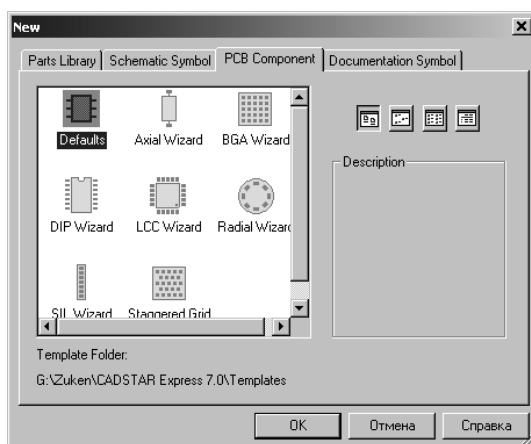 New
Parts Library Schematic Symbol PCB Component Documentation Symbol
Defaults Axial Wizard BGA Wizard
Description
DIP Wizard LCC Wizard Radial Wizard
SIL Wizard Staggered Grid
Template Folder:
G:\Zuken\CADSTAR Express 7.0\Templates
OK Отмена Справка